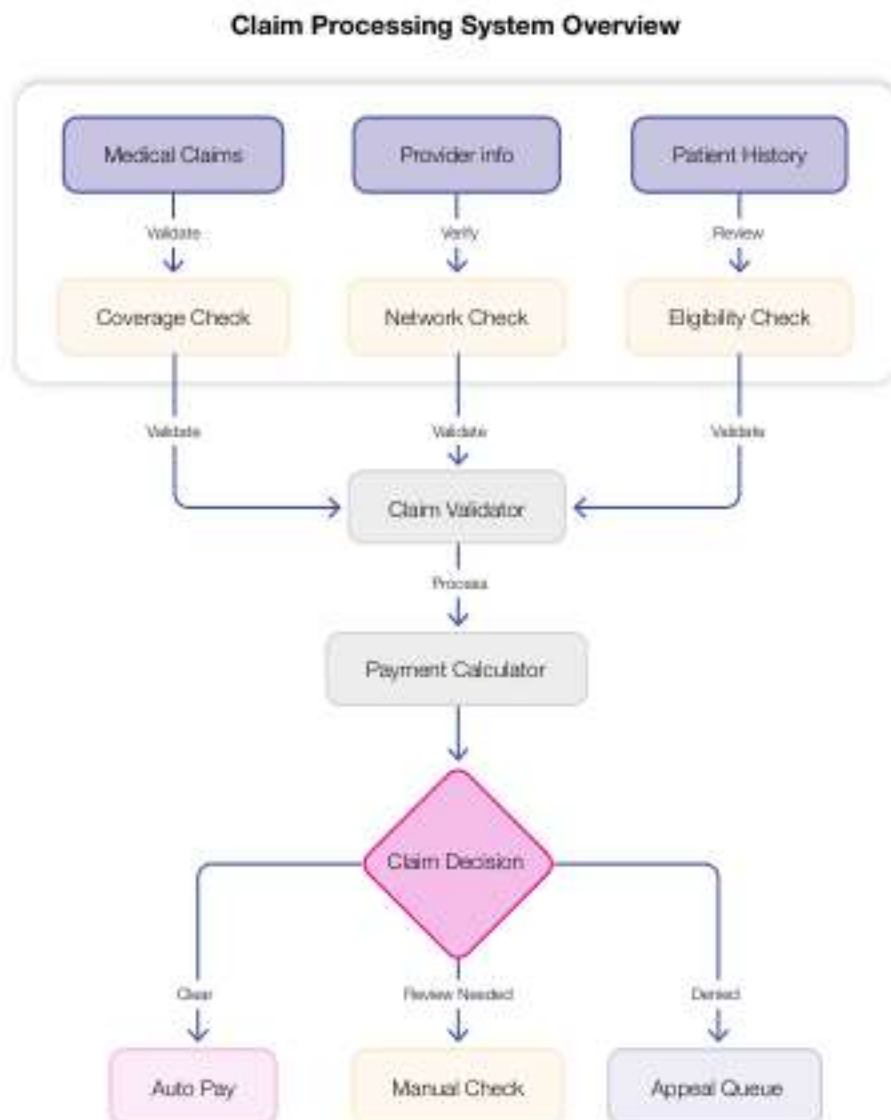 Claim Processing System Overview
Medical Claims
Provider info
Patient History
Validate
Verify
Review
Coverage Check
Network Check
Eligibility Check
Validate
Validate
Validate
Claim Validator
Process
Payment Calculator
Claim Decision
Clear
Review Needed
Denied
Auto Pay
Manual Check
Appeal Queue